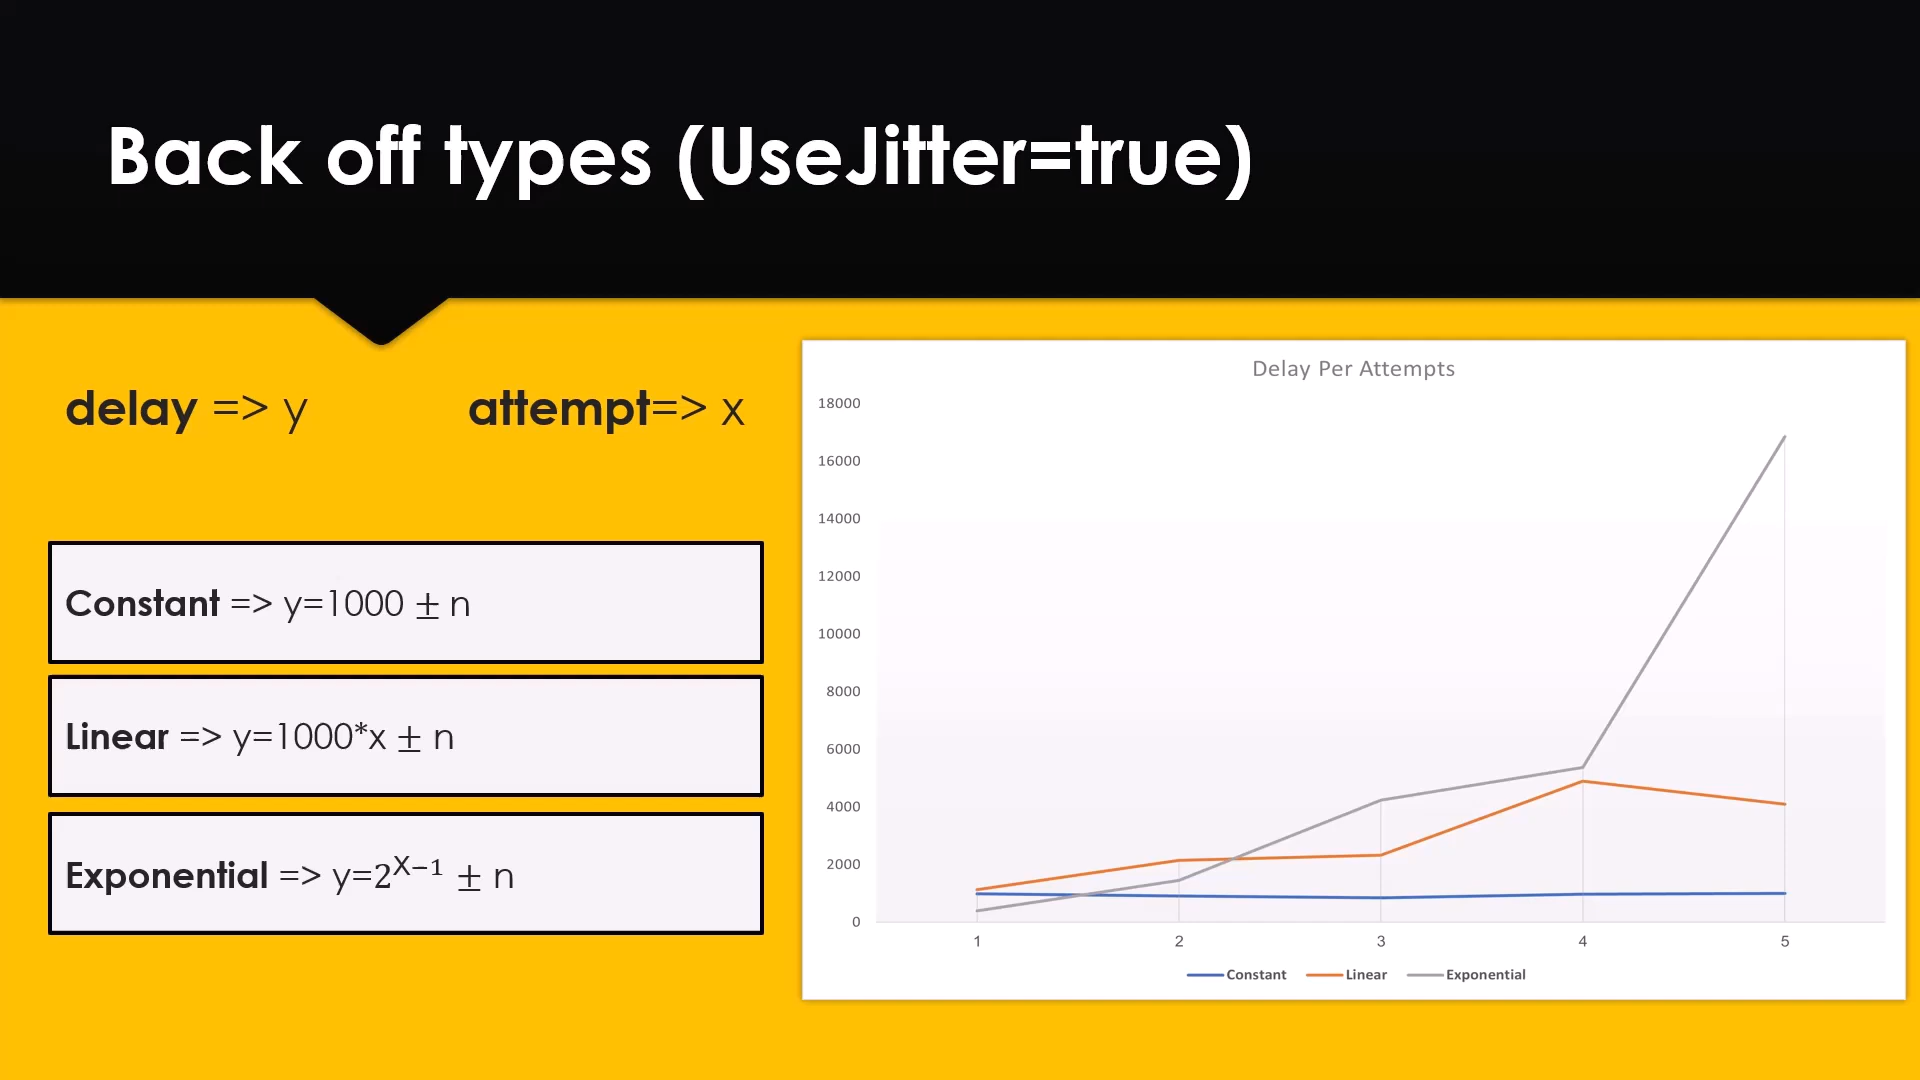 Back off types (UseJitter=true)
delay => y
attempt=> x
Constant => y=1000 ± n
Linear => y=1000*x ± n
Exponential => y=2^X−1 ± n
Delay Per Attempts
18000
16000
14000
12000
10000
8000
6000
4000
2000
0
1 2 3 4 5
Constant Linear Exponential